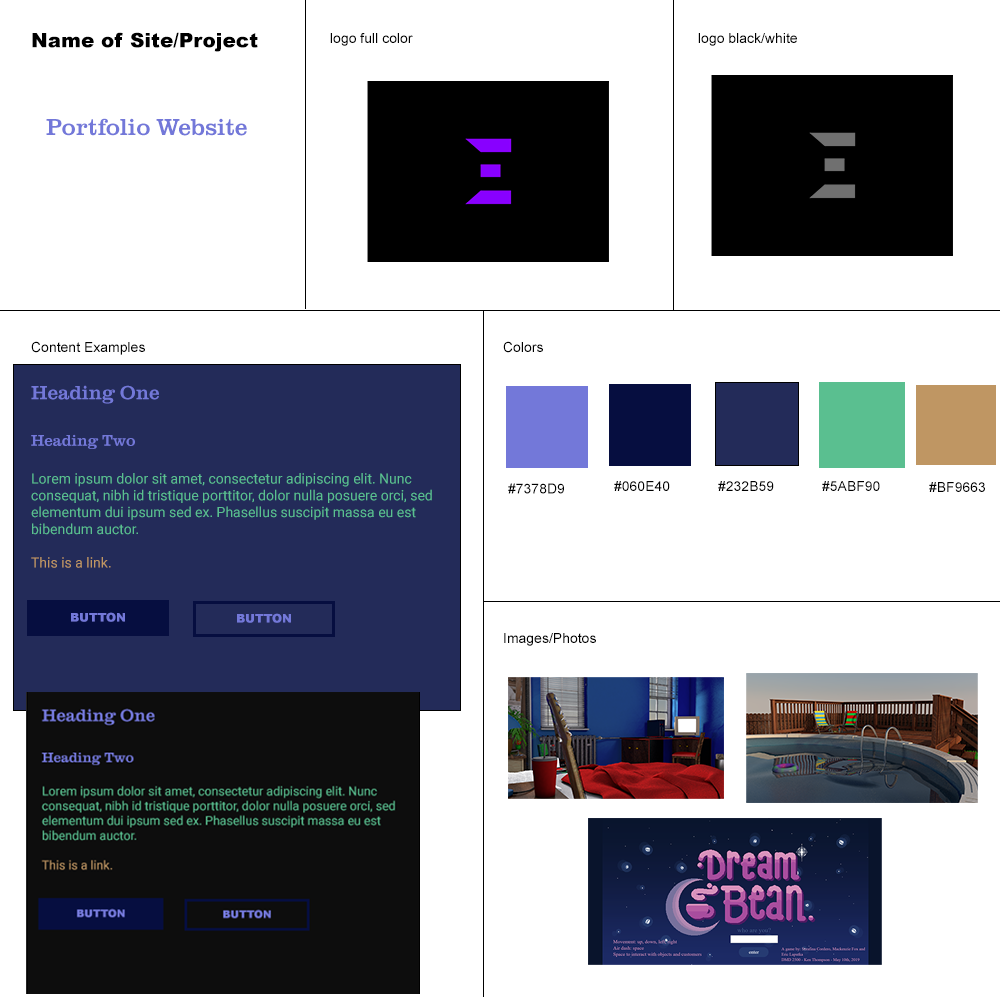 Name of Site/Project
Portfolio Website
logo full color
logo black/white
Content Examples
Heading One
Heading Two
Lorem ipsum dolor sit amet, consectetur adipiscing elit. Nunc
consequat, nibh id tristique porttitor, dolor nulla posuere orci, sed
elementum dui ipsum sed ex. Phasellus suscipit massa eu est
bibendum auctor.
This is a link.
BUTTON
BUTTON
Heading One
Heading Two
Lorem ipsum dolor sit amet, consectetur adipiscing elit. Nunc
consequat, nibh id tristique porttitor, dolor nulla posuere orci, sed
elementum dui ipsum sed ex. Phasellus suscipit massa eu est
bibendum auctor.
This is a link.
BUTTON
BUTTON
Colors
#7378D9
#060E40
#232B59
#5ABF90
#BF9663
Images/Photos
Dream
Bean.
who are you?
enter
Movement: up, down, left, right
Air dash: space
Space to interact with objects and customers
A game by: Mackenzie Fox and